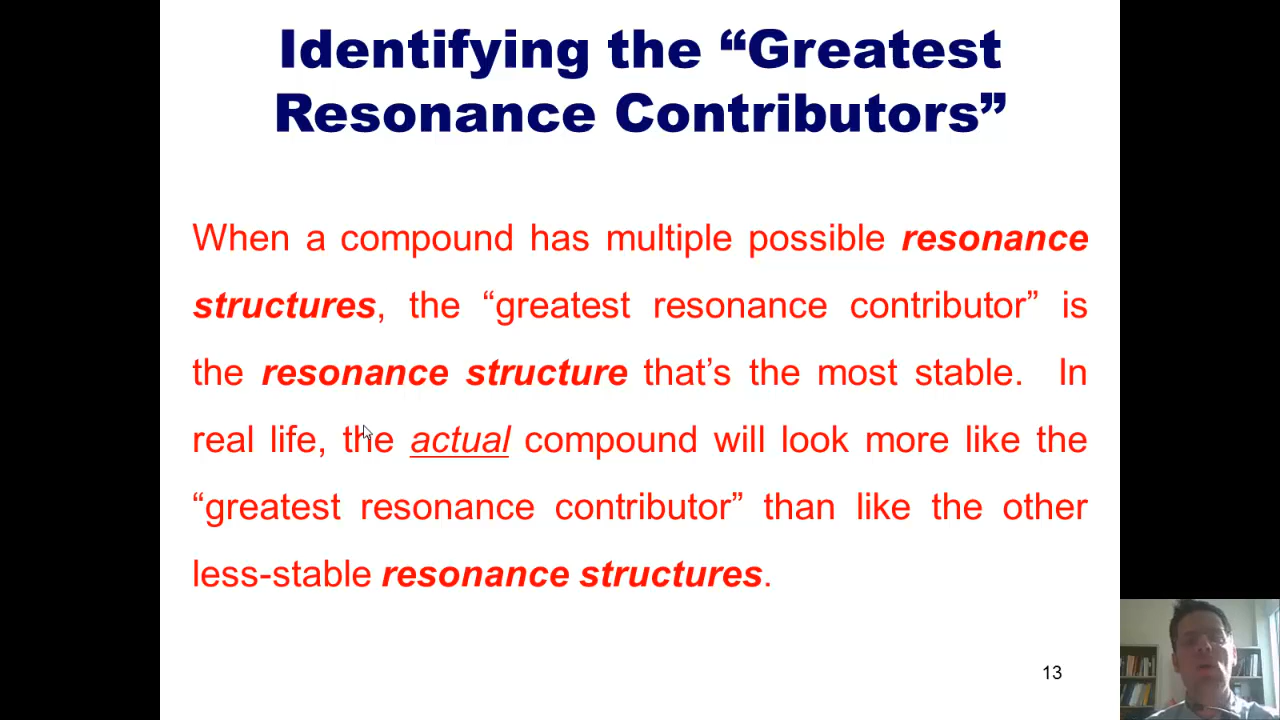 Identifying the “Greatest
Resonance Contributors”
When a compound has multiple possible resonance
structures, the “greatest resonance contributor” is
the resonance structure that’s the most stable. In
real life, the actual compound will look more like the
“greatest resonance contributor” than like the other
less-stable resonance structures.
13